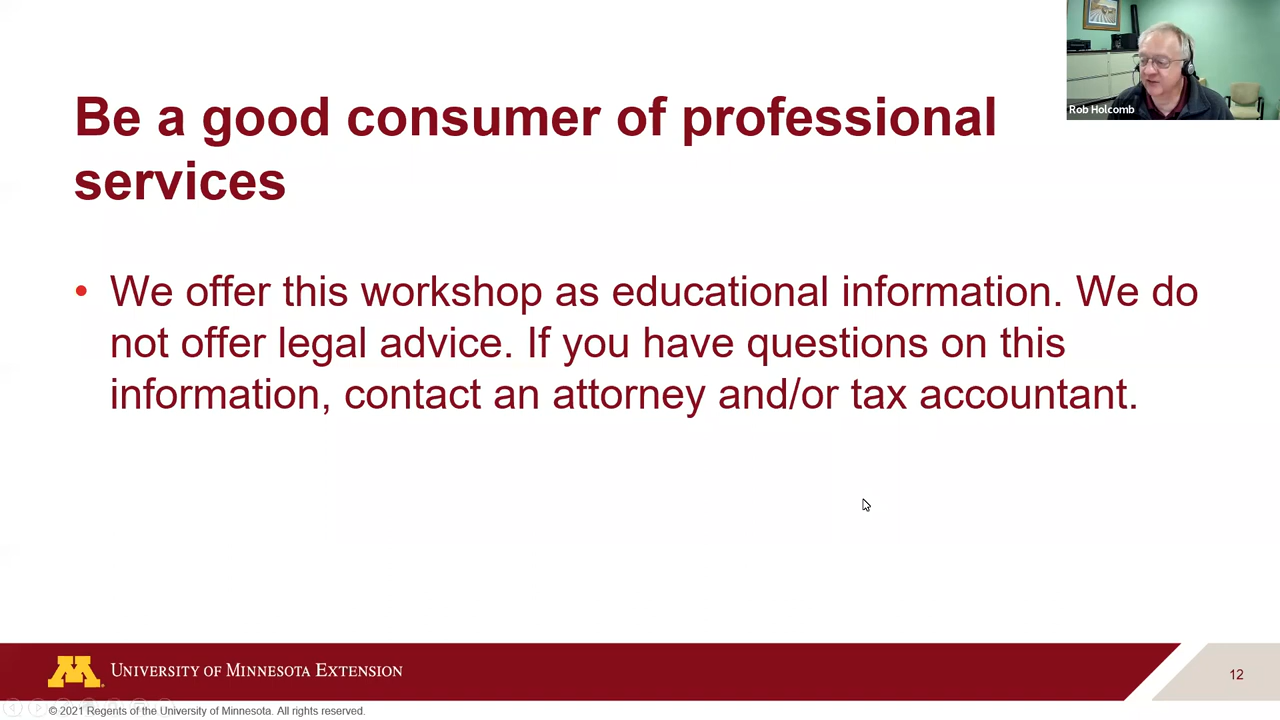 Rob Holcomb
Be a good consumer of professional
services
• We offer this workshop as educational information. We do
not offer legal advice. If you have questions on this
information, contact an attorney and/or tax accountant.
M
UNIVERSITY OF MINNESOTA EXTENSION
12
© 2021 Regents of the University of Minnesota. All rights reserved.